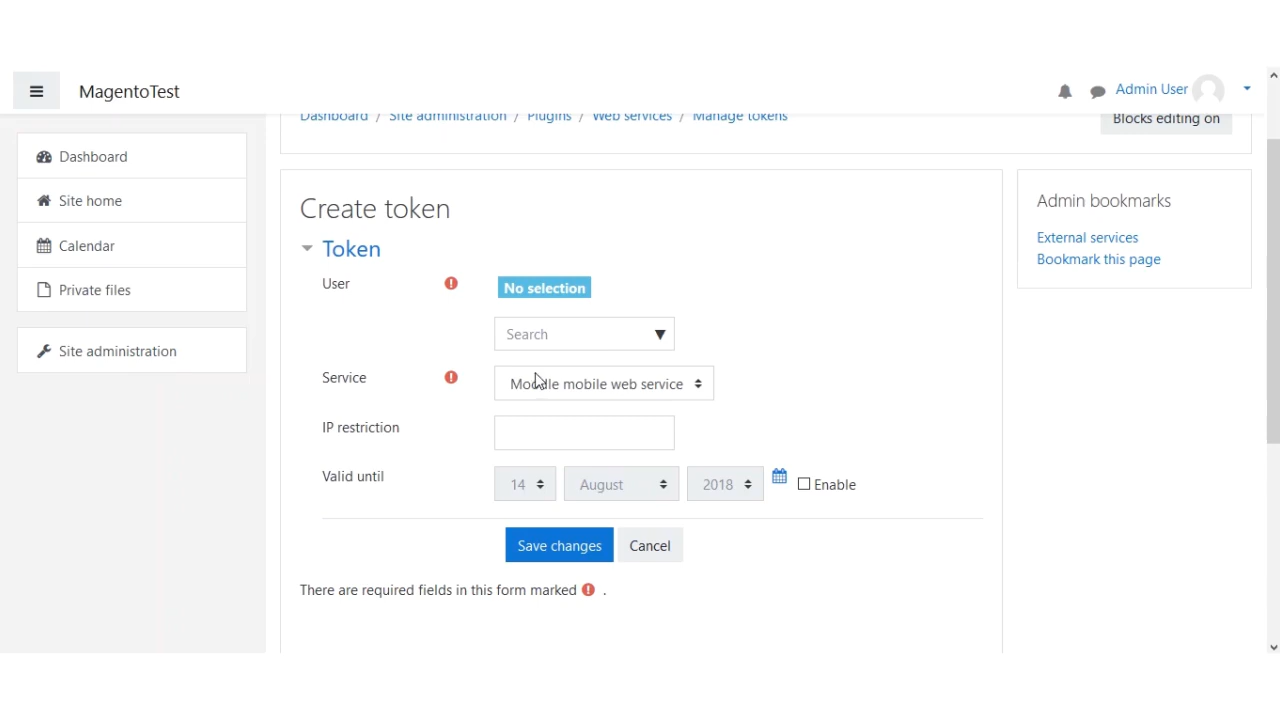 MagentoTest
Admin User
Dashboard / Site administration / Plugins / Web services / Manage tokens
Blocks editing on
Dashboard
Site home
Calendar
Private files
Site administration
Create token
Token
User
No selection
Search
Service
Moodle mobile web service
IP restriction
Valid until
14
August
2018
Enable
Save changes
Cancel
There are required fields in this form marked .
Admin bookmarks
External services
Bookmark this page